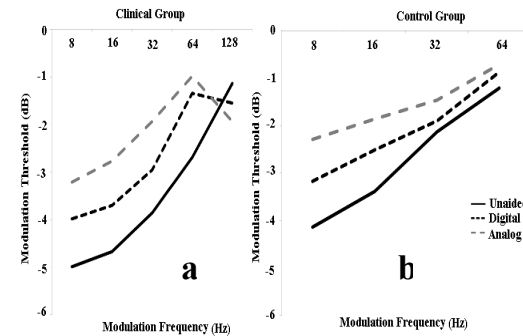 Clinical Group
0
8 16 32 64 128
-1
-2
-3
-4
-5
-6
Modulation Threshold (dB)
a
Modulation Frequency (Hz)
Control Group
0
8 16 32 64
-1
-2
-3
-4
-5
-6
Modulation Threshold (dB)
b
Unaide
Digital
Analog
Modulation Frequency (Hz)